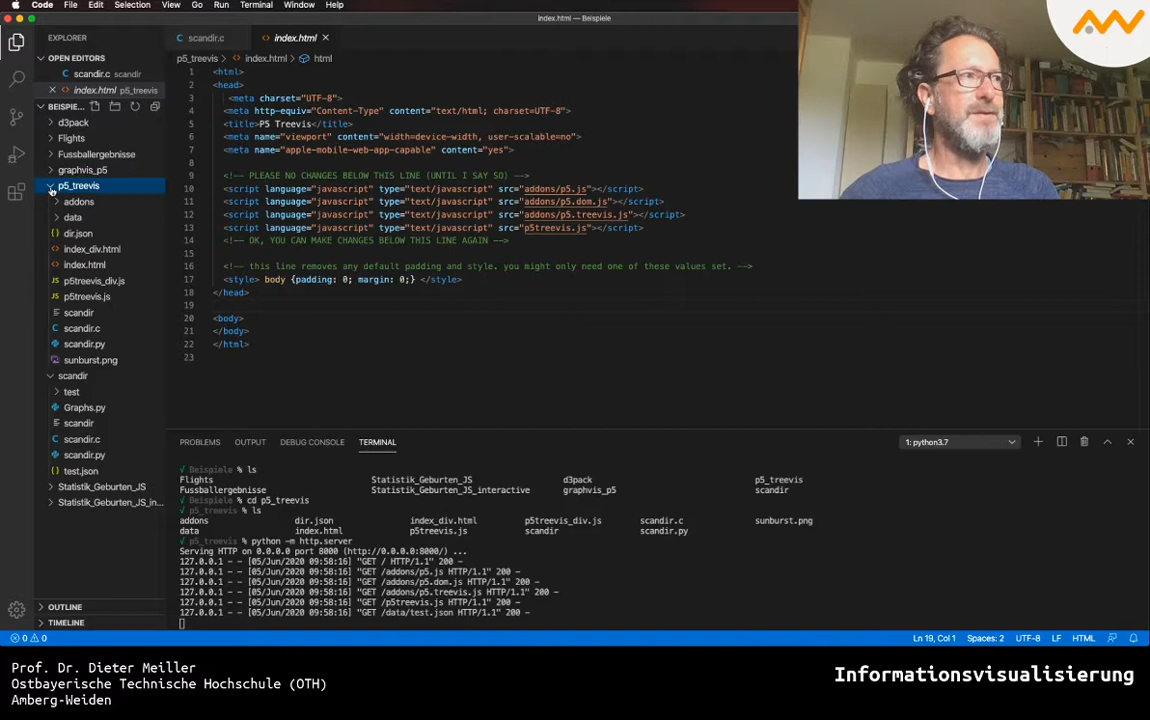 Code File Edit Selection View Go Run Terminal Window Help
index.html — Beispiele
EXPLORER
OPEN EDITORS
scandir.c scandir
index.html p5_treevis
BEISPIE...
d3pack
Flights
Fussballergebnisse
graphvis_p5
p5_treevis
addons
data
dir.json
index_div.html
index.html
p5treevis_div.js
p5treevis.js
scandir
scandir.c
scandir.py
sunburst.png
scandir
test
Graphs.py
scandir
scandir.c
scandir.py
test.json
Statistik_Geburten_JS
Statistik_Geburten_JS_in...
OUTLINE
TIMELINE
scandir.c
index.html
p5_treevis > index.html > html
1 <html>
2 <head>
3 <meta charset="UTF-8">
4 <meta http-equiv="Content-Type" content="text/html; charset=UTF-8">
5 <title>P5 Treevis</title>
6 <meta name="viewport" content="width=device-width, user-scalable=no">
7 <meta name="apple-mobile-web-app-capable" content="yes">
8
9 <!-- PLEASE NO CHANGES BELOW THIS LINE (UNTIL I SAY SO) -->
10 <script language="javascript" type="text/javascript" src="addons/p5.js"></script>
11 <script language="javascript" type="text/javascript" src="addons/p5.dom.js"></script>
12 <script language="javascript" type="text/javascript" src="addons/p5.treevis.js"></script>
13 <script language="javascript" type="text/javascript" src="p5treevis.js"></script>
14 <!-- OK, YOU CAN MAKE CHANGES BELOW THIS LINE AGAIN -->
15
16 <!-- this line removes any default padding and style. you might only need one of these values set. -->
17 <style> body {padding: 0; margin: 0;} </style>
18 </head>
19
20 <body>
21 </body>
22 </html>
23
PROBLEMS OUTPUT DEBUG CONSOLE TERMINAL
1: python3.7
√ Beispiele % ls
Flights Statistik_Geburten_JS d3pack p5_treevis
Fussballergebnisse Statistik_Geburten_JS_interactive graphvis_p5 scandir
√ Beispiele % cd p5_treevis
√ p5_treevis % ls
addons dir.json index_div.html p5treevis_div.js scandir.c sunburst.png
data index.html p5treevis.js scandir scandir.py
√ p5_treevis % python -m http.server
Serving HTTP on 0.0.0.0 port 8000 (http://0.0.0.0:8000/) ...
127.0.0.1 - - [05/Jun/2020 09:58:16] "GET / HTTP/1.1" 200 -
127.0.0.1 - - [05/Jun/2020 09:58:16] "GET /addons/p5.js HTTP/1.1" 200 -
127.0.0.1 - - [05/Jun/2020 09:58:16] "GET /addons/p5.dom.js HTTP/1.1" 200 -
127.0.0.1 - - [05/Jun/2020 09:58:16] "GET /addons/p5.treevis.js HTTP/1.1" 200 -
127.0.0.1 - - [05/Jun/2020 09:58:16] "GET /p5treevis.js HTTP/1.1" 200 -
127.0.0.1 - - [05/Jun/2020 09:58:16] "GET /data/test.json HTTP/1.1" 200 -
0 0
Ln 19, Col 1 Spaces: 2 UTF-8 LF HTML
Prof. Dr. Dieter Meiller
Ostbayerische Technische Hochschule (OTH)
Amberg-Weiden
Informationsvisualisierung